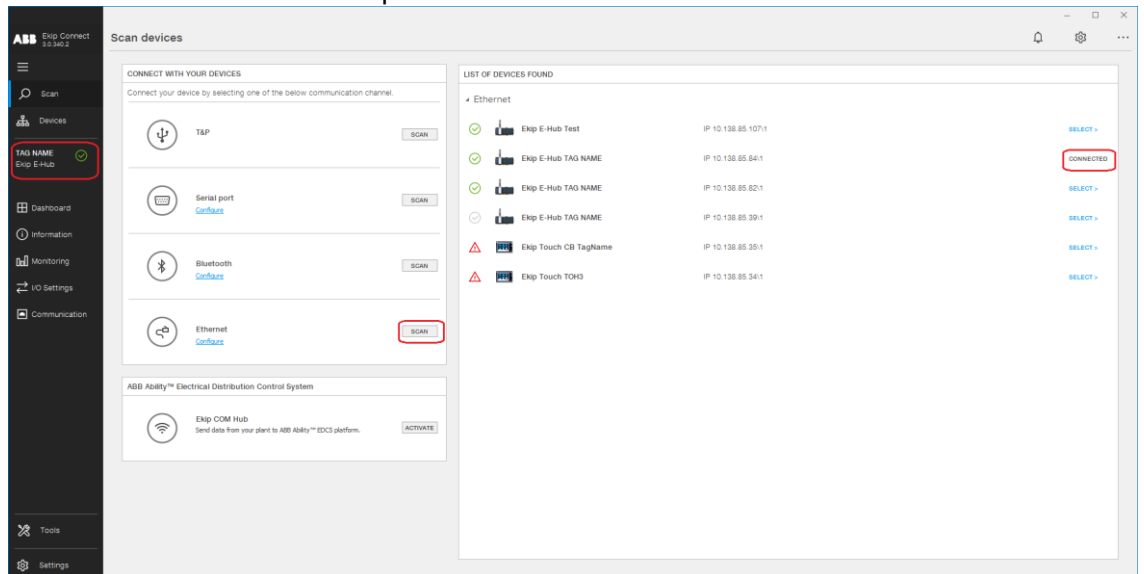 ABB Ekip Connect
3.0.340.2
Scan devices
Scan
Devices
TAG NAME
Ekip E-Hub
Dashboard
Information
Monitoring
I/O Settings
Communication
Tools
Settings
CONNECT WITH YOUR DEVICES
Connect your device by selecting one of the below communication channel.
T&P SCAN
Serial port SCAN
Configure
Bluetooth SCAN
Configure
Ethernet SCAN
Configure
ABB Ability™ Electrical Distribution Control System
Ekip COM Hub
Send data from your plant to ABB Ability™ EDCS platform. ACTIVATE
LIST OF DEVICES FOUND
Ethernet
Ekip E-Hub Test IP 10.138.85.107\1 SELECT >
Ekip E-Hub TAG NAME IP 10.138.85.84\1 CONNECTED
Ekip E-Hub TAG NAME IP 10.138.85.82\1 SELECT >
Ekip E-Hub TAG NAME IP 10.138.85.39\1 SELECT >
Ekip Touch CB TagName IP 10.138.85.35\1 SELECT >
Ekip Touch TOH3 IP 10.138.85.34\1 SELECT >